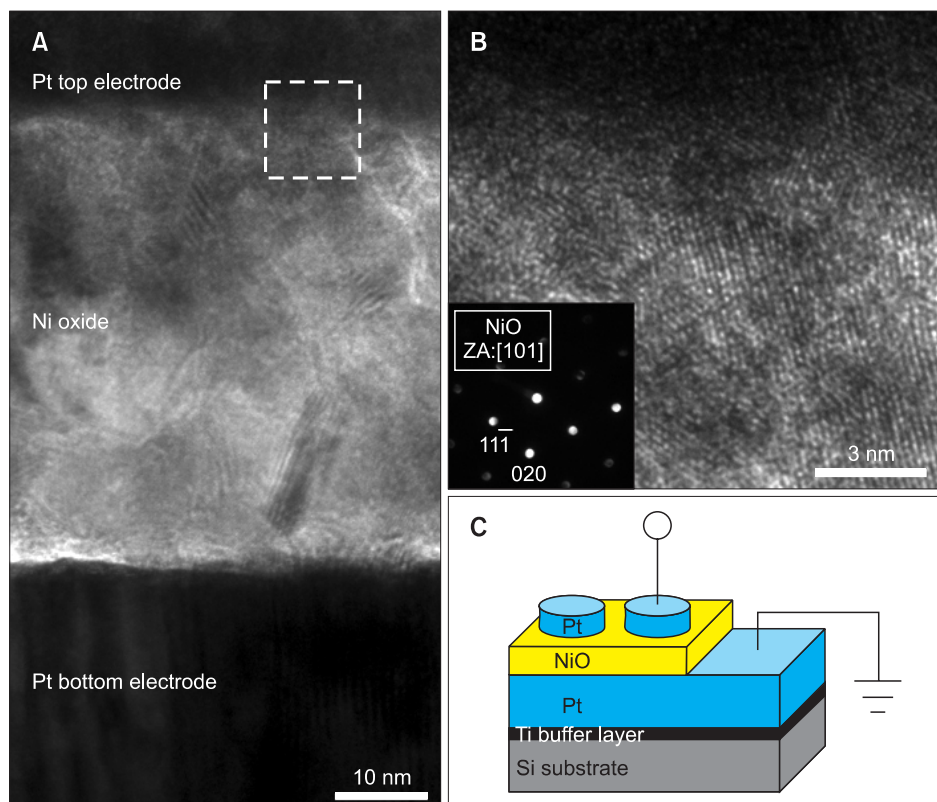 A
Pt top electrode
Ni oxide
Pt bottom electrode
10 nm
B
NiO
ZA:[101]
111̅
020
3 nm
C
Pt
NiO
Pt
Ti buffer layer
Si substrate